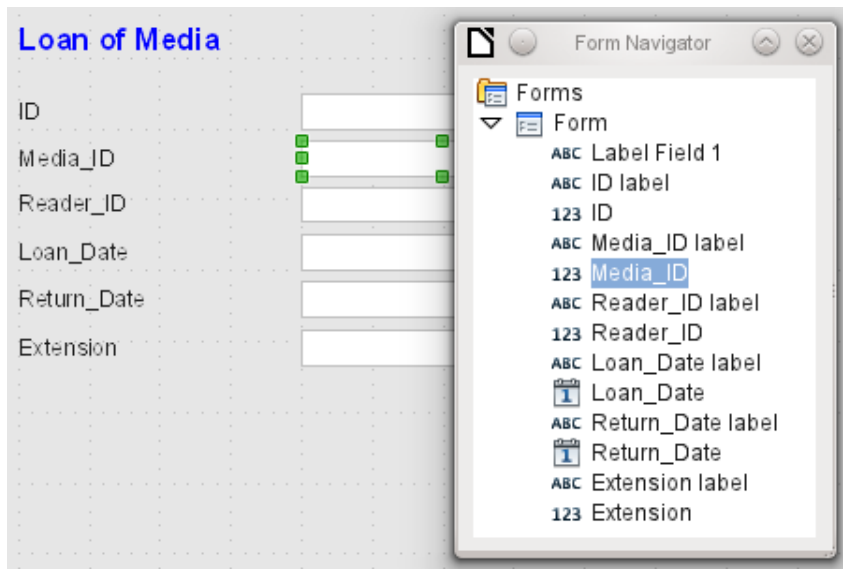 Loan of Media
ID
Media_ID
Reader_ID
Loan_Date
Return_Date
Extension
Form Navigator
Forms
Form
ABC Label Field 1
ABC ID label
123 ID
ABC Media_ID label
123 Media_ID
ABC Reader_ID label
123 Reader_ID
ABC Loan_Date label
1 Loan_Date
ABC Return_Date label
1 Return_Date
ABC Extension label
123 Extension